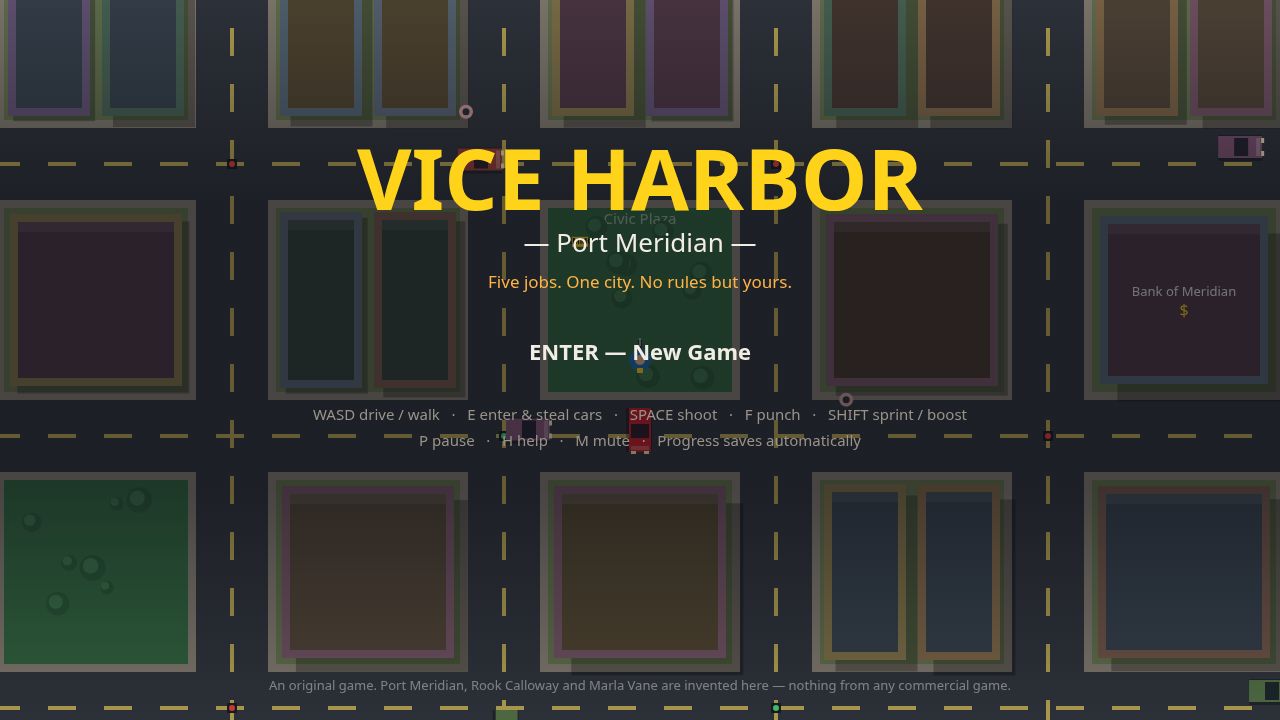 VICE HARBOR
Civic Plaza
— Port Meridian —
Five jobs. One city. No rules but yours.
Bank of Meridian
$
ENTER — New Game
WASD drive / walk · E enter & steal cars · SPACE shoot · F punch · SHIFT sprint / boost
P pause · H help · M mute · Progress saves automatically
An original game. Port Meridian, Rook Calloway and Marla Vane are invented here — nothing from any commercial game.